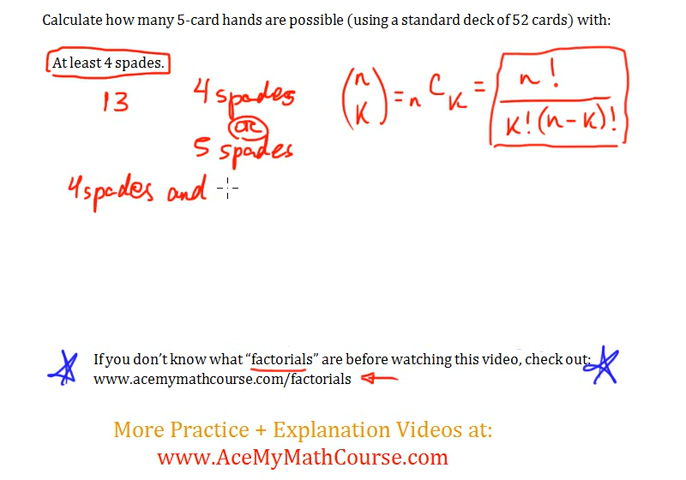 Calculate how many 5-card hands are possible (using a standard deck of 52 cards) with:
At least 4 spades.
13
4 spades
or
5 spades
(n K) = n C K = n! / K!(n-K)!
4 spades and
If you don't know what "factorials" are before watching this video, check out:
www.acemymathcourse.com/factorials
More Practice + Explanation Videos at:
www.AceMyMathCourse.com